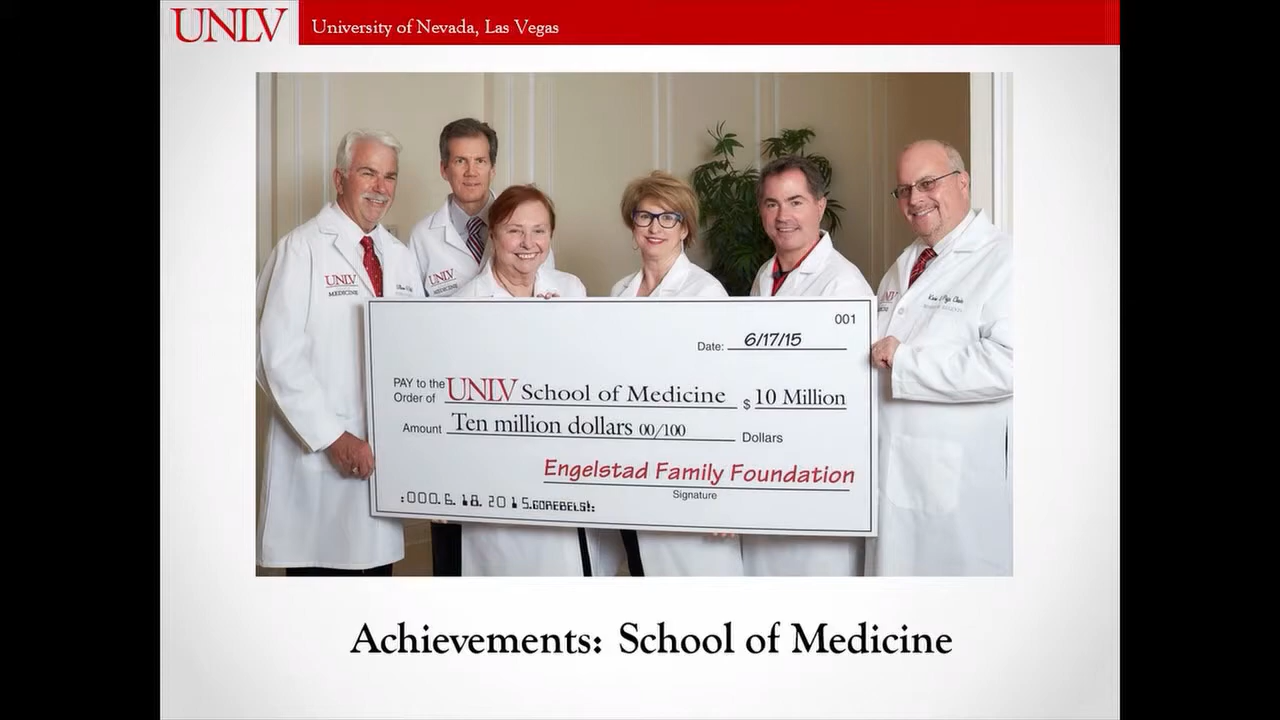 UNLV University of Nevada, Las Vegas
UNLV
MEDICINE
UNLV
MEDICINE
001
Date: 6/17/15
PAY to the
Order of UNLV School of Medicine $ 10 Million
Amount Ten million dollars 00/100 Dollars
Engelstad Family Foundation
Signature
:000.6.18.2015.GOREBELS!:
Achievements: School of Medicine